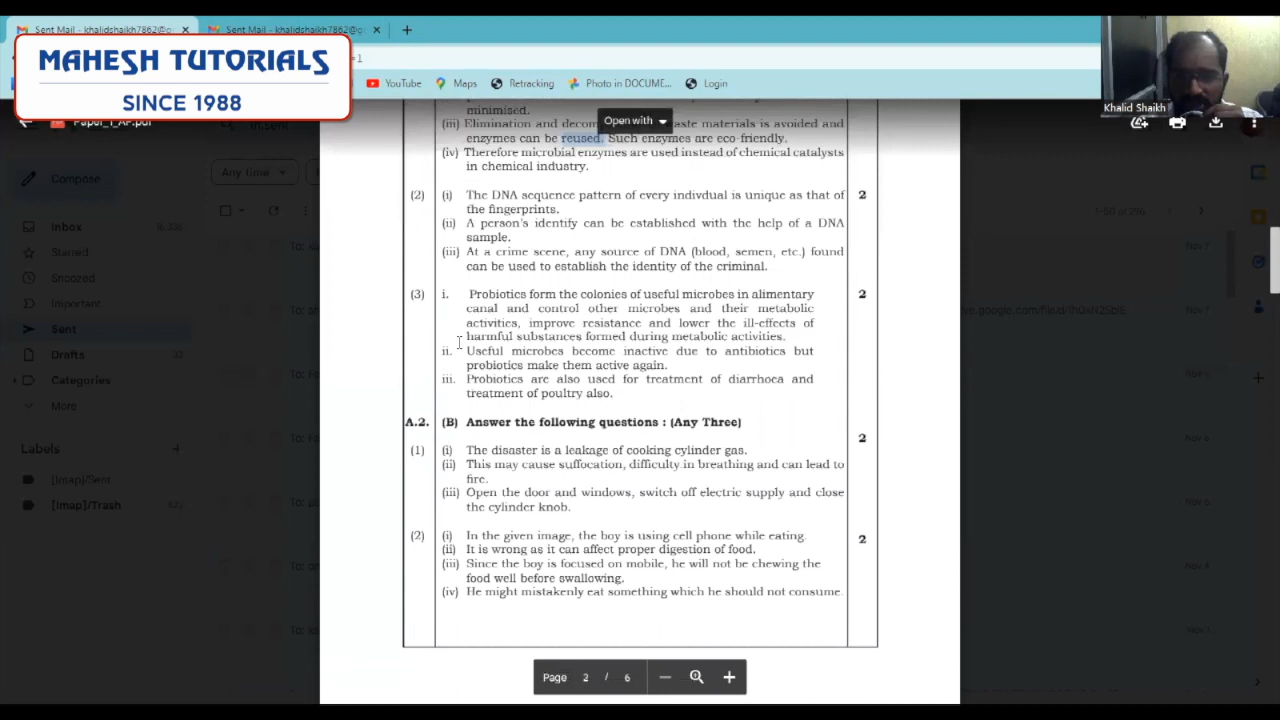 Sent Mail - khalidshaikh7862@g
Sent Mail - khalidshaikh7862@g
MAHESH TUTORIALS
SINCE 1988
YouTube
Maps
Retracking
Photo in DOCUME...
Login
Khalid Shaikh
Paper_1_AP.pdf
Open with
Compose
Inbox
Starred
Snoozed
Important
Sent
Drafts
Categories
More
Labels
[Imap]/Sent
[Imap]/Trash
Any time
minimised.
(iii) Elimination and decom aste materials is avoided and
enzymes can be reused. Such enzymes are eco-friendly.
(iv) Therefore microbial enzymes are used instead of chemical catalysts
in chemical industry.
(2) (i) The DNA sequence pattern of every indivdual is unique as that of 2
the fingerprints.
(ii) A person's identify can be established with the help of a DNA
sample.
(iii) At a crime scene, any source of DNA (blood, semen, etc.) found
can be used to establish the identity of the criminal.
(3) i. Probiotics form the colonies of useful microbes in alimentary 2
canal and control other microbes and their metabolic
activities, improve resistance and lower the ill-effects of
harmful substances formed during metabolic activities.
ii. Useful microbes become inactive due to antibiotics but
probiotics make them active again.
iii. Probiotics are also used for treatment of diarrhoea and
treatment of poultry also.
A.2. (B) Answer the following questions : (Any Three)
2
(1) (i) The disaster is a leakage of cooking cylinder gas.
(ii) This may cause suffocation, difficulty in breathing and can lead to
fire.
(iii) Open the door and windows, switch off electric supply and close
the cylinder knob.
(2) (i) In the given image, the boy is using cell phone while eating. 2
(ii) It is wrong as it can affect proper digestion of food.
(iii) Since the boy is focused on mobile, he will not be chewing the
food well before swallowing.
(iv) He might mistakenly eat something which he should not consume.
Page 2 / 6